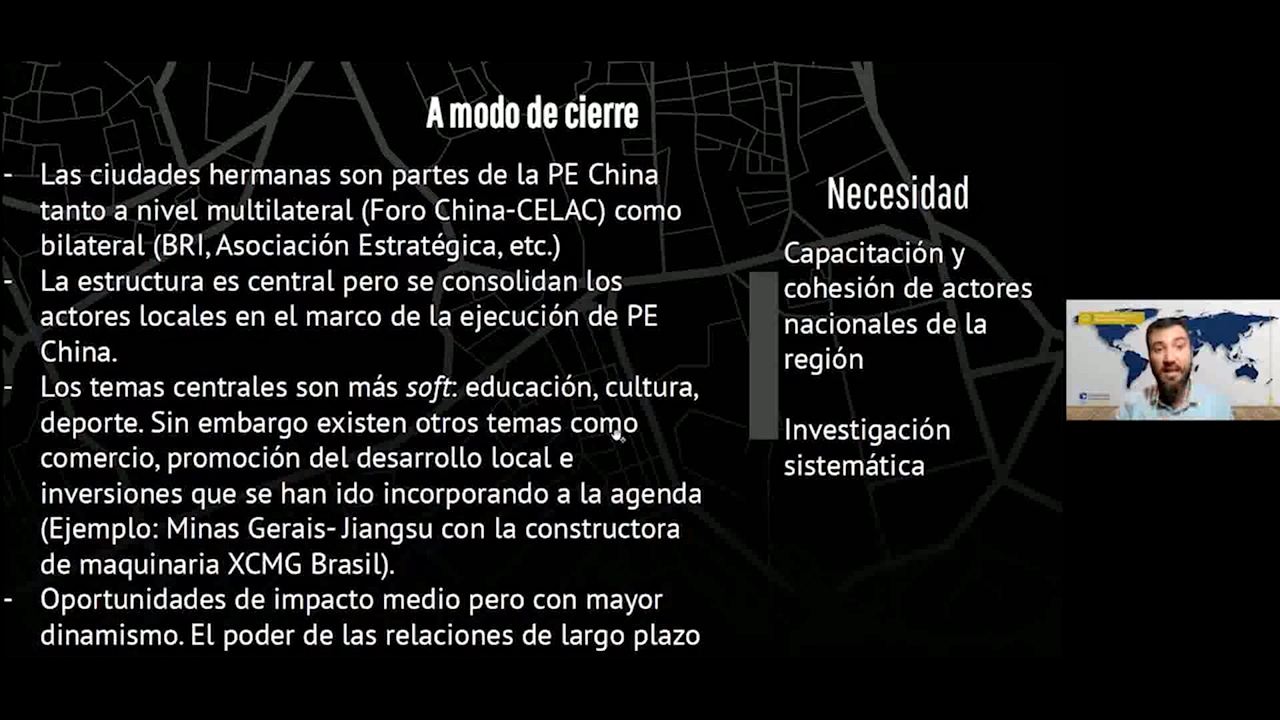 A modo de cierre
- Las ciudades hermanas son partes de la PE China
tanto a nivel multilateral (Foro China-CELAC) como
bilateral (BRI, Asociación Estratégica, etc.)
- La estructura es central pero se consolidan los
actores locales en el marco de la ejecución de PE
China.
- Los temas centrales son más soft: educación, cultura,
deporte. Sin embargo existen otros temas como
comercio, promoción del desarrollo local e
inversiones que se han ido incorporando a la agenda
(Ejemplo: Minas Gerais- Jiangsu con la constructora
de maquinaria XCMG Brasil).
- Oportunidades de impacto medio pero con mayor
dinamismo. El poder de las relaciones de largo plazo
Necesidad
Capacitación y
cohesión de actores
nacionales de la
región
Investigación
sistemática